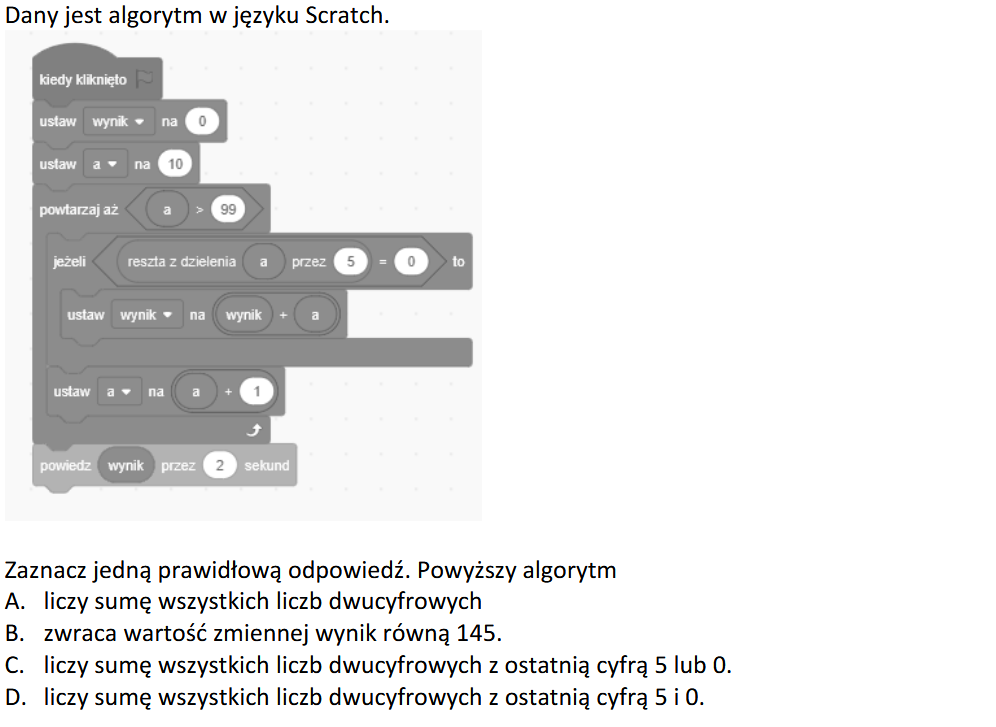 Dany jest algorytm w języku Scratch.
kiedy kliknięto
ustaw wynik na 0
ustaw a na 10
powtarzaj aż a > 99
jeżeli reszta z dzielenia a przez 5 = 0 to
ustaw wynik na wynik + a
ustaw a na a + 1
powiedz wynik przez 2 sekund
Zaznacz jedną prawidłową odpowiedź. Powyższy algorytm
A. liczy sumę wszystkich liczb dwucyfrowych
B. zwraca wartość zmiennej wynik równą 145.
C. liczy sumę wszystkich liczb dwucyfrowych z ostatnią cyfrą 5 lub 0.
D. liczy sumę wszystkich liczb dwucyfrowych z ostatnią cyfrą 5 i 0.